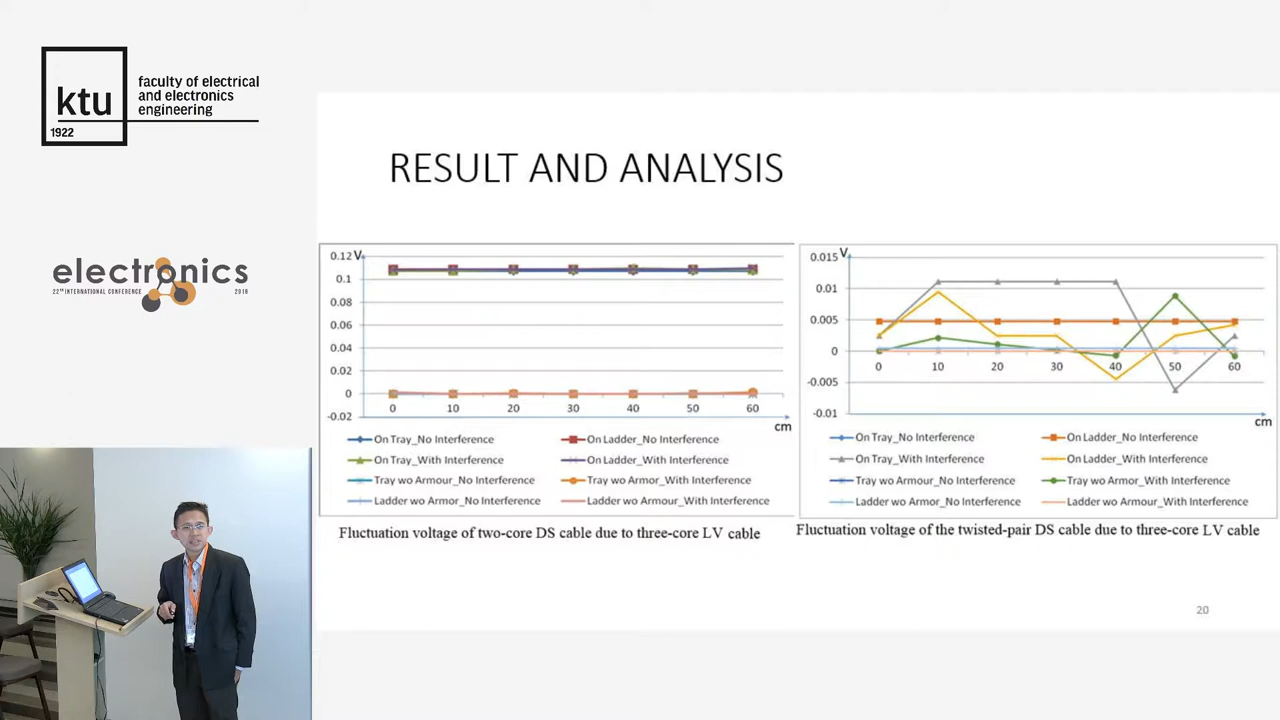 ktu
1922
faculty of electrical
and electronics
engineering
electronics
22nd INTERNATIONAL CONFERENCE 2018
RESULT AND ANALYSIS
V
0.12
0.1
0.08
0.06
0.04
0.02
0
-0.02
0 10 20 30 40 50 60
cm
On Tray_No Interference On Ladder_No Interference
On Tray_With Interference On Ladder_With Interference
Tray wo Armour_No Interference Tray wo Armor_With Interference
Ladder wo Armor_No Interference Ladder wo Armour_With Interference
Fluctuation voltage of two-core DS cable due to three-core LV cable
V
0.015
0.01
0.005
0
-0.005
-0.01
0 10 20 30 40 50 60
cm
On Tray_No Interference On Ladder_No Interference
On Tray_With Interference On Ladder_With Interference
Tray wo Armour_No Interference Tray wo Armor_With Interference
Ladder wo Armor_No Interference Ladder wo Armour_With Interference
Fluctuation voltage of the twisted-pair DS cable due to three-core LV cable
20